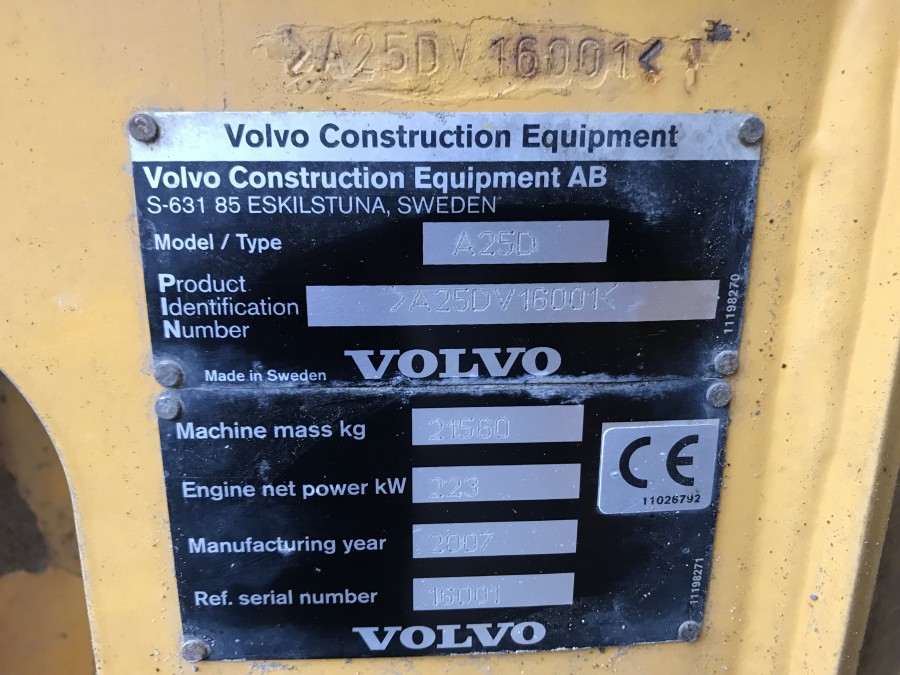 >A25DV16001<
Volvo Construction Equipment
Volvo Construction Equipment AB
S-631 85 ESKILSTUNA, SWEDEN
Model / Type A25D
Product
Identification >A25DV16001<
Number
11198270
Made in Sweden VOLVO
Machine mass kg 21560
CE
Engine net power kW 223
11026792
Manufacturing year 2007
Ref. serial number 16001
11198271
VOLVO